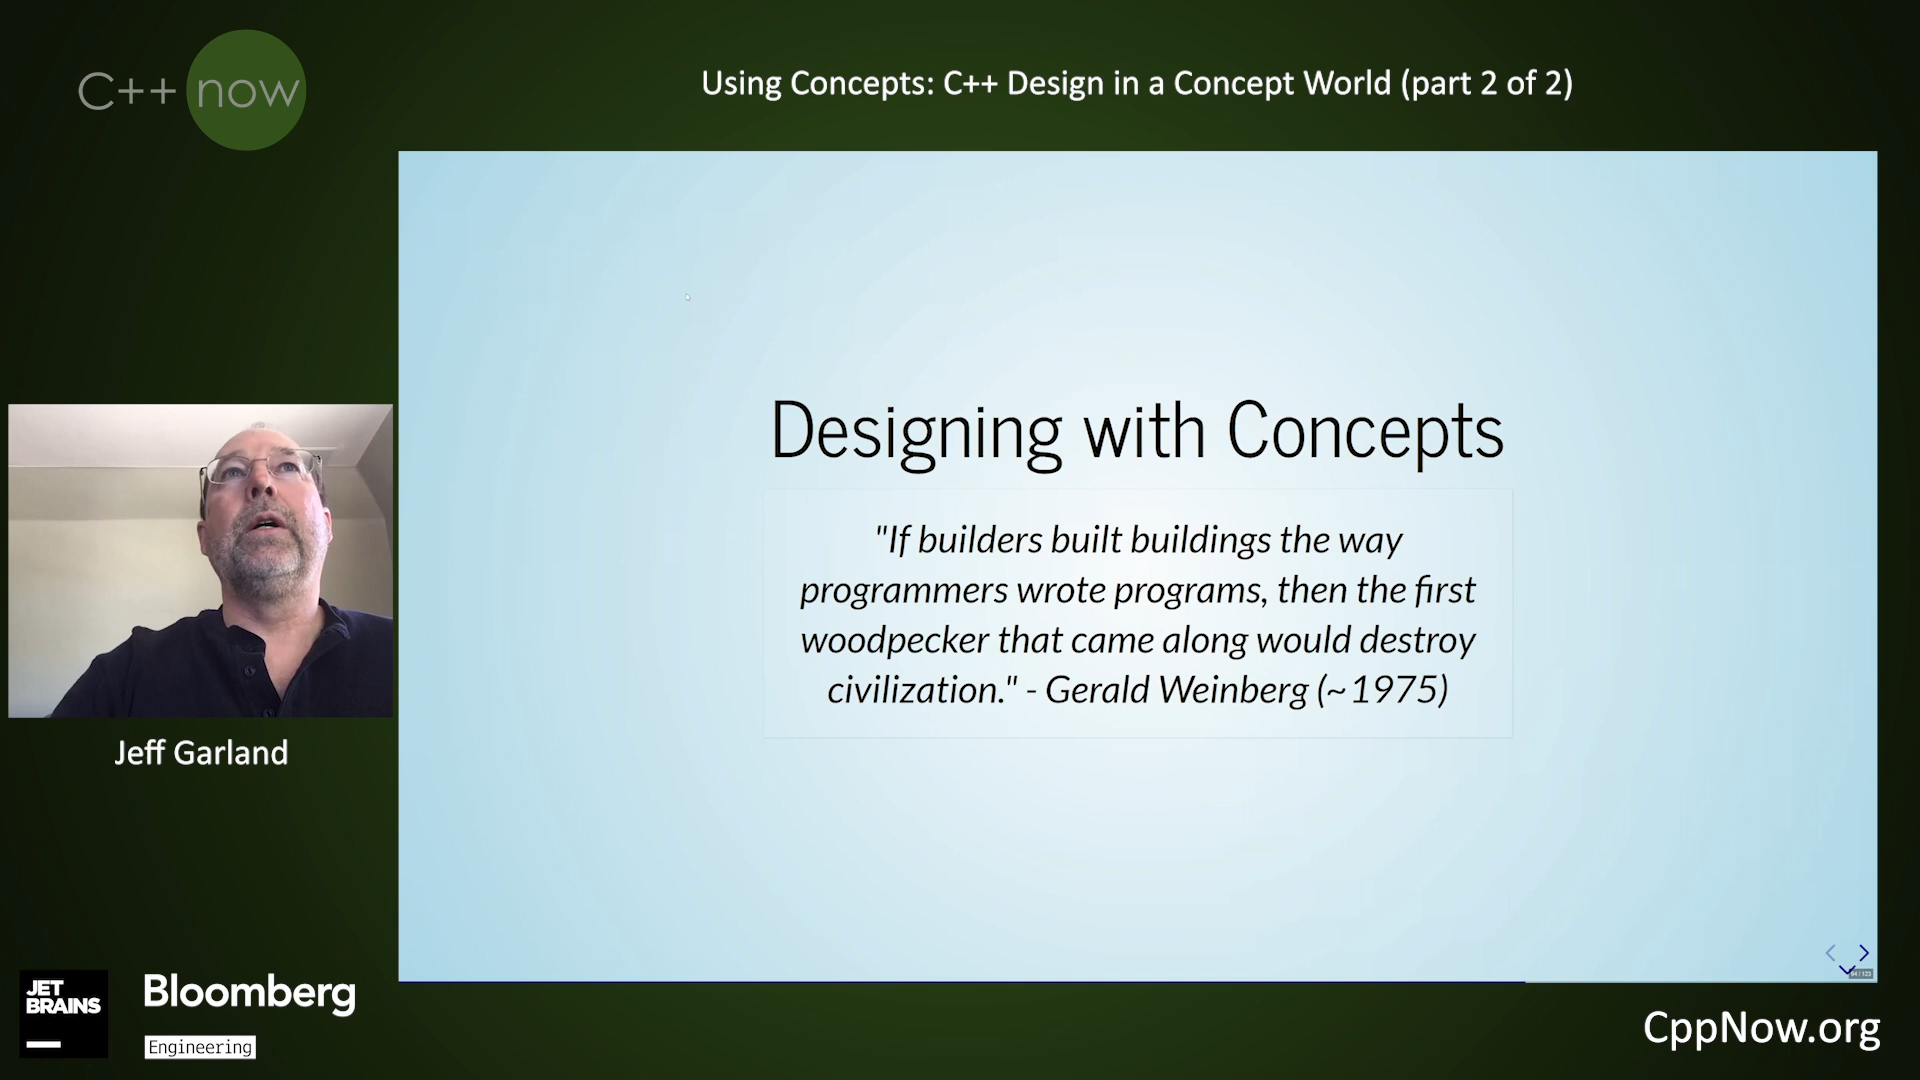 C++ now
Using Concepts: C++ Design in a Concept World (part 2 of 2)
Designing with Concepts
"If builders built buildings the way
programmers wrote programs, then the first
woodpecker that came along would destroy
civilization." - Gerald Weinberg (~1975)
Jeff Garland
JET
BRAINS
Bloomberg
Engineering
94 / 123
CppNow.org